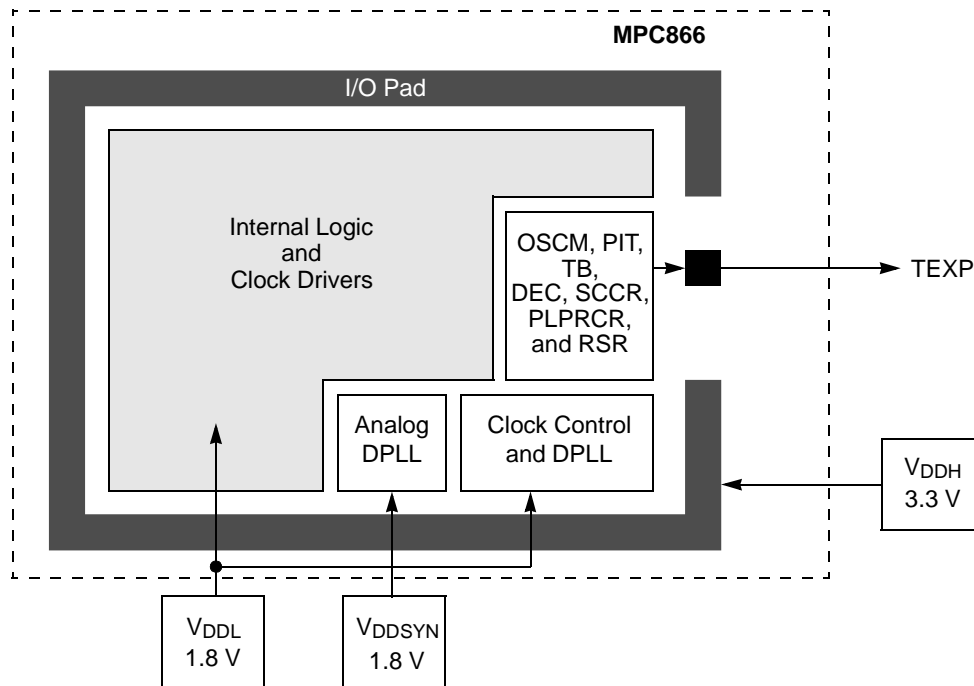 MPC866
I/O Pad
Internal Logic
and
Clock Drivers
OSCM, PIT,
TB,
DEC, SCCR,
PLPRCR,
and RSR
TEXP
Analog
DPLL
Clock Control
and DPLL
VDDH
3.3 V
VDDL
1.8 V
VDDSYN
1.8 V